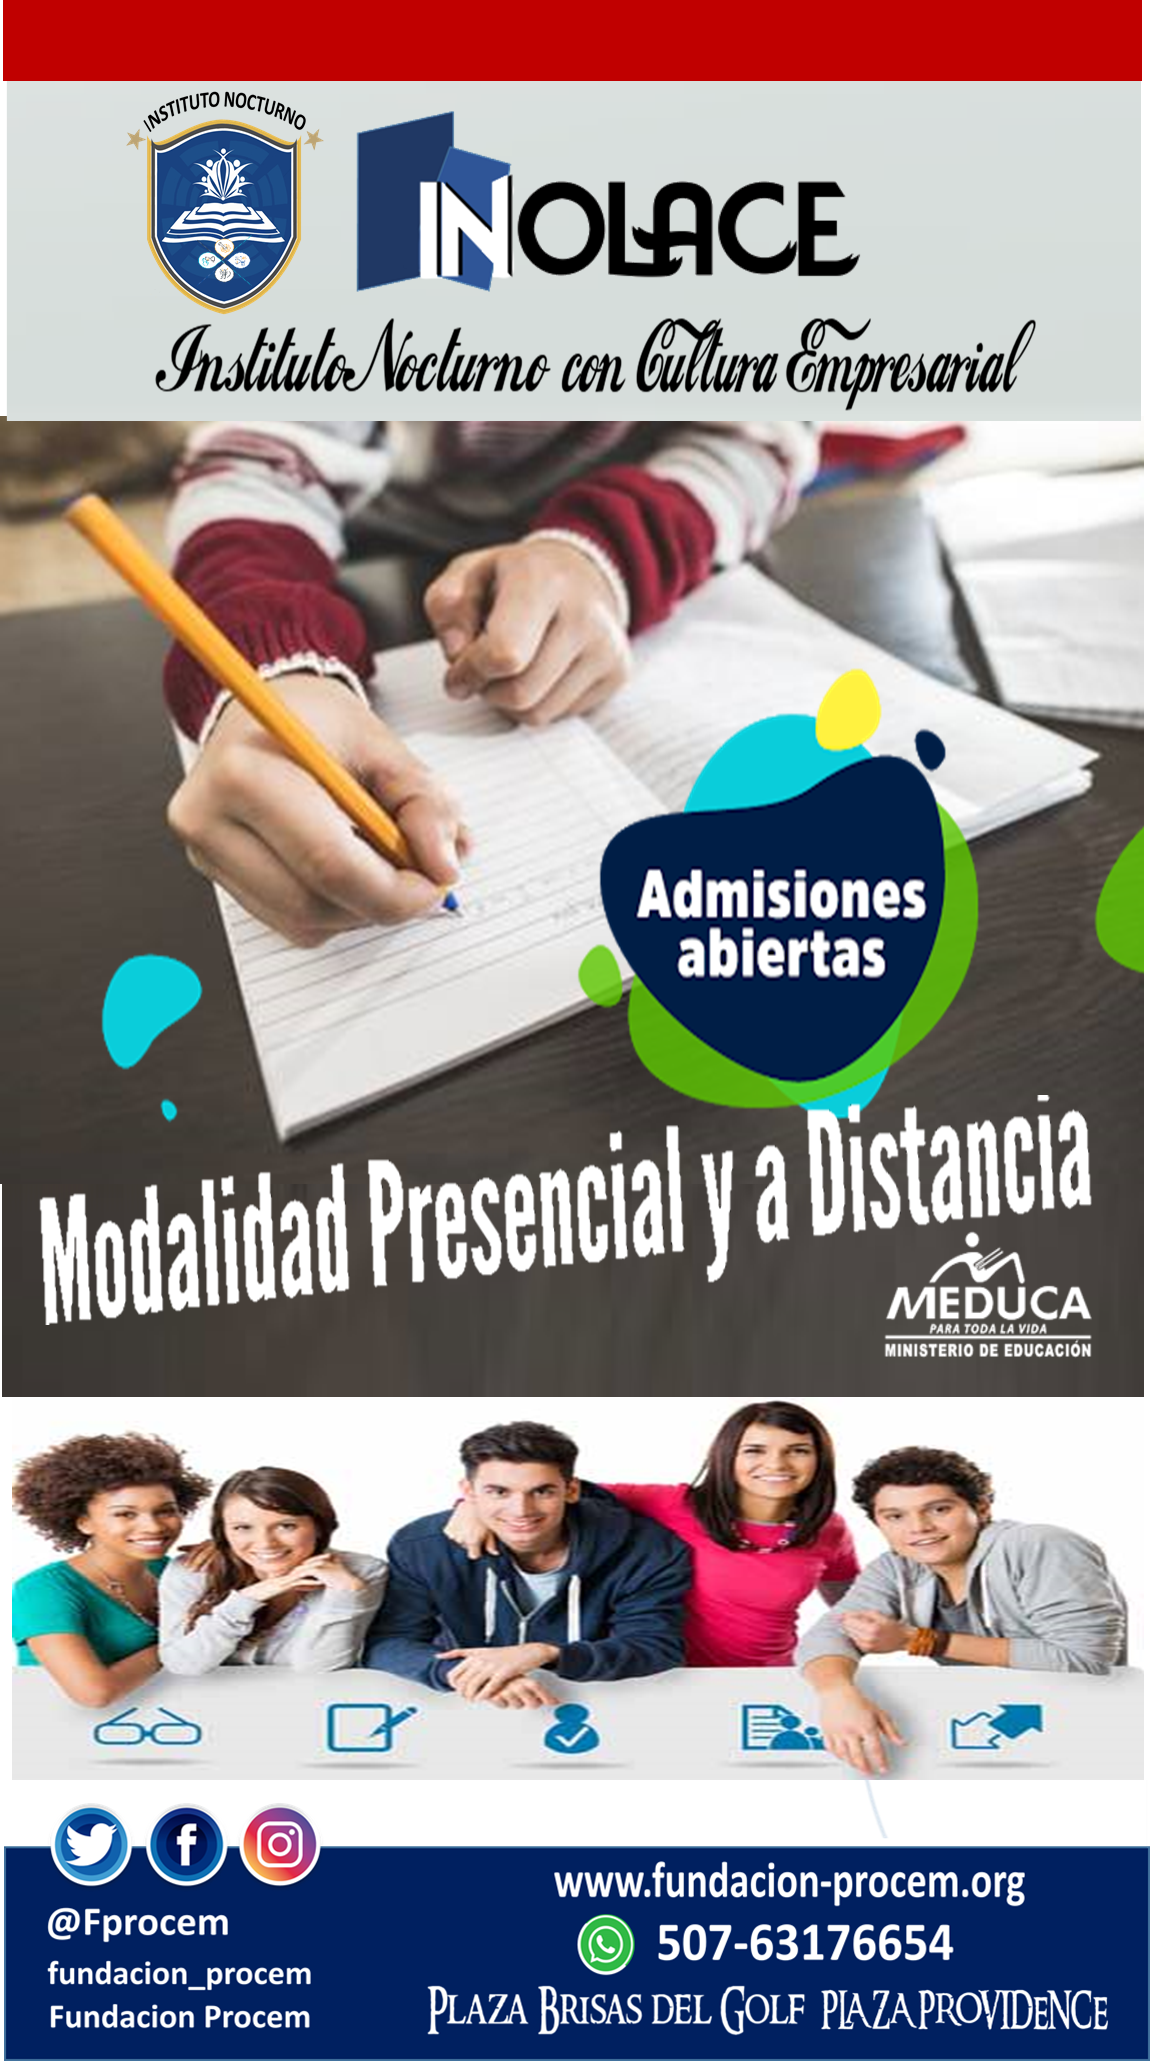 INSTITUTO NOCTURNO
INOLACE
Instituto Nocturno con Cultura Empresarial
Admisiones
abiertas
Modalidad Presencial y a Distancia
MEDUCA
PARA TODA LA VIDA
MINISTERIO DE EDUCACIÓN
@Fprocem
fundacion_procem
Fundacion Procem
www.fundacion-procem.org
507-63176654
PLAZA BRISAS DEL GOLF PLAZA PROVIDENCE